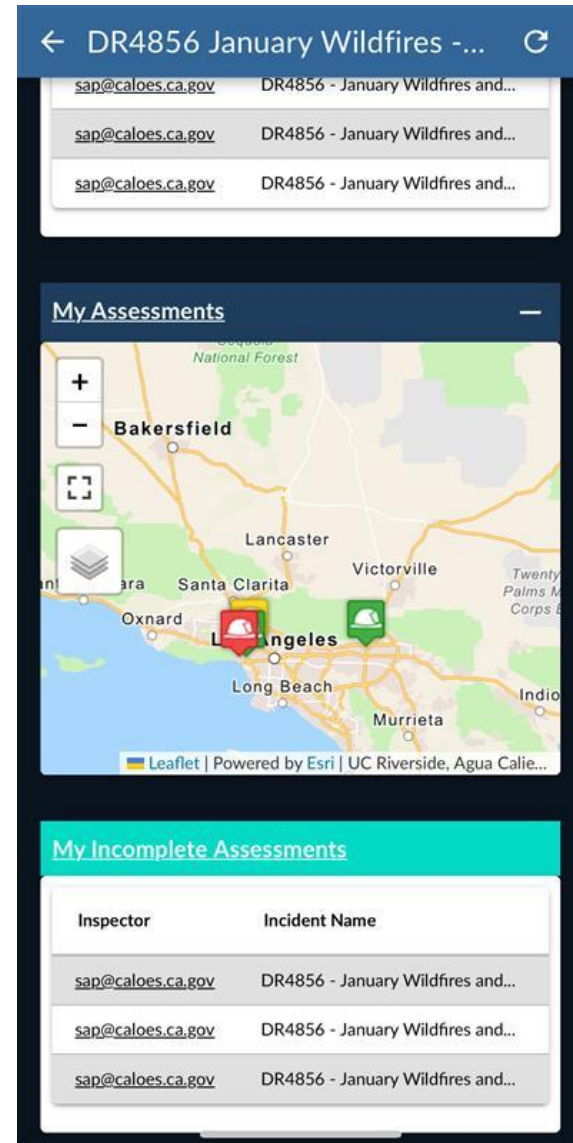 DR4856 January Wildfires -...
sap@caloes.ca.gov DR4856 - January Wildfires and...
sap@caloes.ca.gov DR4856 - January Wildfires and...
sap@caloes.ca.gov DR4856 - January Wildfires and...
My Assessments
National Forest
+
−
Bakersfield
Lancaster
Victorville
Santa Clarita
Twenty
Palms M
Corps
ara
Oxnard
Angeles
Long Beach
Indio
Murrieta
Leaflet | Powered by Esri | UC Riverside, Agua Calie...
My Incomplete Assessments
Inspector Incident Name
sap@caloes.ca.gov DR4856 - January Wildfires and...
sap@caloes.ca.gov DR4856 - January Wildfires and...
sap@caloes.ca.gov DR4856 - January Wildfires and...